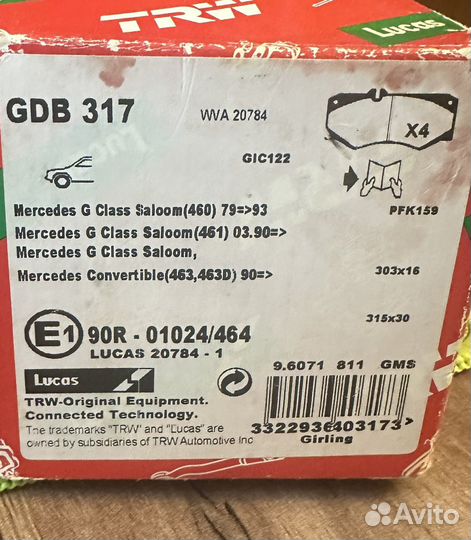 TRW
Lucas
GDB 317
WVA 20784
X4
GIC122
PFK159
Mercedes G Class Saloom(460) 79=>93
Mercedes G Class Saloom(461) 03.90=>
Mercedes G Class Saloom,
Mercedes Convertible(463,463D) 90=>
303x16
315x30
E1 90R - 01024/464
LUCAS 20784 - 1
Lucas
9.6071 811 GMS
TRW-Original Equipment.
Connected Technology.
The trademarks "TRW" and "Lucas" are
owned by subsidiaries of TRW Automotive Inc
3322936403173>
Girling
Avito